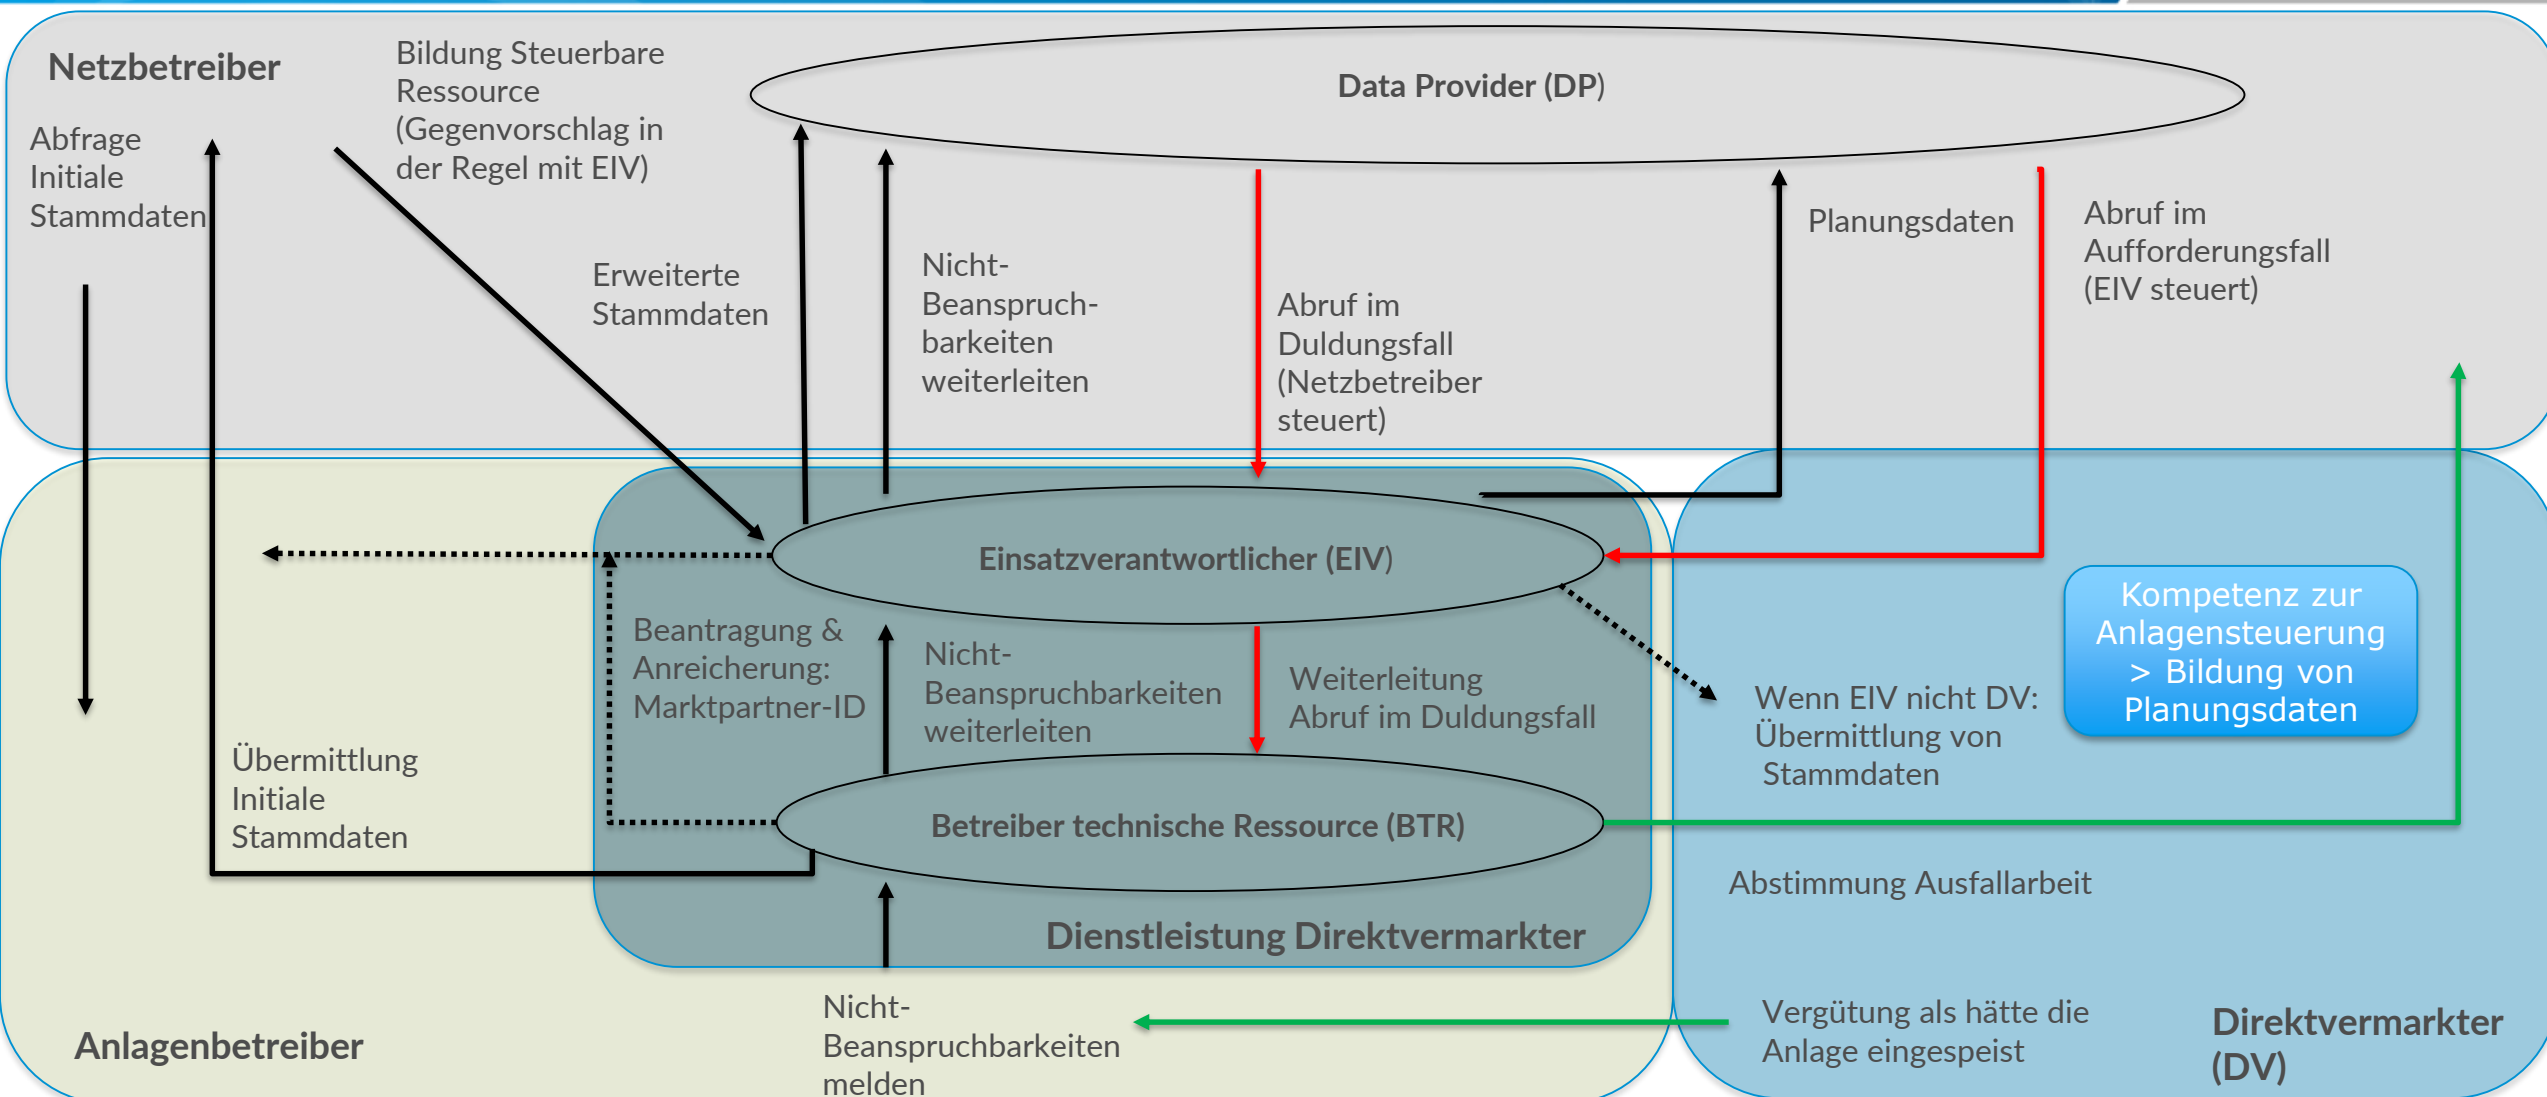 Netzbetreiber
Abfrage
Initiale
Stammdaten
Bildung Steuerbare
Ressource
(Gegenvorschlag in
der Regel mit EIV)
Data Provider (DP)
Erweiterte
Stammdaten
Nicht-
Beanspruch-
barkeiten
weiterleiten
Abruf im
Duldungsfall
(Netzbetreiber
steuert)
Planungsdaten
Abruf im
Aufforderungsfall
(EIV steuert)
Einsatzverantwortlicher (EIV)
Beantragung &
Anreicherung:
Marktpartner-ID
Nicht-
Beanspruchbarkeiten
weiterleiten
Weiterleitung
Abruf im Duldungsfall
Wenn EIV nicht DV:
Übermittlung von
Stammdaten
Kompetenz zur
Anlagensteuerung
> Bildung von
Planungsdaten
Übermittlung
Initiale
Stammdaten
Betreiber technische Ressource (BTR)
Abstimmung Ausfallarbeit
Dienstleistung Direktvermarkter
Anlagenbetreiber
Nicht-
Beanspruchbarkeiten
melden
Vergütung als hätte die
Anlage eingespeist
Direktvermarkter
(DV)